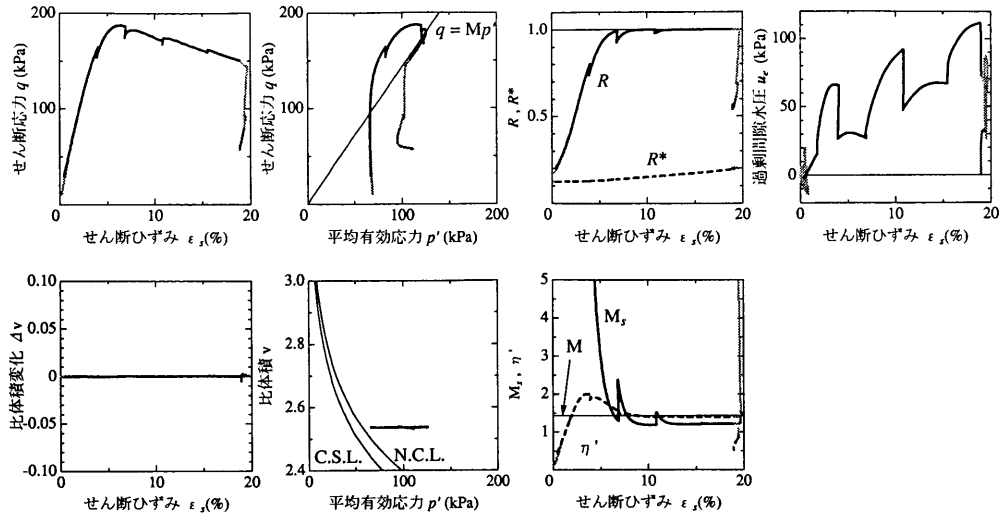 200
100
0
10
20
せん断応力 q (kPa)
せん断ひずみ ε s(%)
200
100
0
100
200
せん断応力 q (kPa)
q = Mp'
平均有効応力 p' (kPa)
1.0
0.5
0
10
20
R, R*
R
R*
せん断ひずみ ε s(%)
100
50
0
0
10
20
過剰間隙水圧 ue (kPa)
せん断ひずみ ε s(%)
0.10
0.05
0
-0.05
-0.10
0
10
20
比体積変化 Δv
せん断ひずみ ε s(%)
3.0
2.8
2.6
2.4
0
100
200
比体積 v
C.S.L.
N.C.L.
平均有効応力 p' (kPa)
5
4
3
2
1
0
0
10
20
Ms, η'
Ms
M
η'
せん断ひずみ ε s(%)